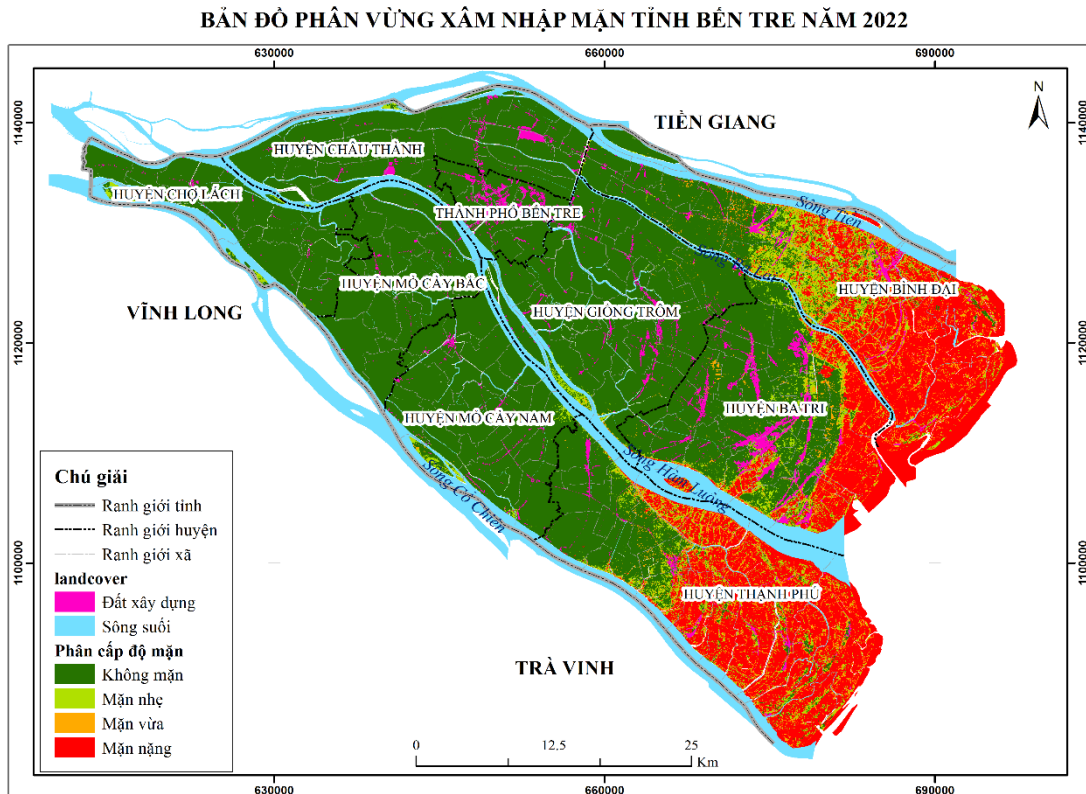 BẢN ĐỒ PHÂN VỪNG XÂM NHẬP MẶN TỈNH BẾN TRE NĂM 2022
630000 660000 690000
N
1140000 1140000
TIỀN GIANG
HUYỆN CHÂU THÀNH
HUYỆN CHỢ LÁCH
THÀNH PHỐ BẾN TRE
Sông Tiền
HUYỆN MỎ CÀY BẮC
HUYỆN BÌNH ĐẠI
VĨNH LONG
HUYỆN GIỒNG TRÔM
1120000 1120000
HUYỆN BA TRI
HUYỆN MỎ CÀY NAM
Sông Hàm Luông
Sông Cổ Chiên
Chú giải
Ranh giới tỉnh
Ranh giới huyện
Ranh giới xã
landcover
Đất xây dựng
Sông suối
Phân cấp độ mặn
Không mặn
Mặn nhẹ
Mặn vừa
Mặn nặng
1100000 1100000
HUYỆN THẠNH PHÚ
TRÀ VINH
0 12.5 25
Km
630000 660000 690000